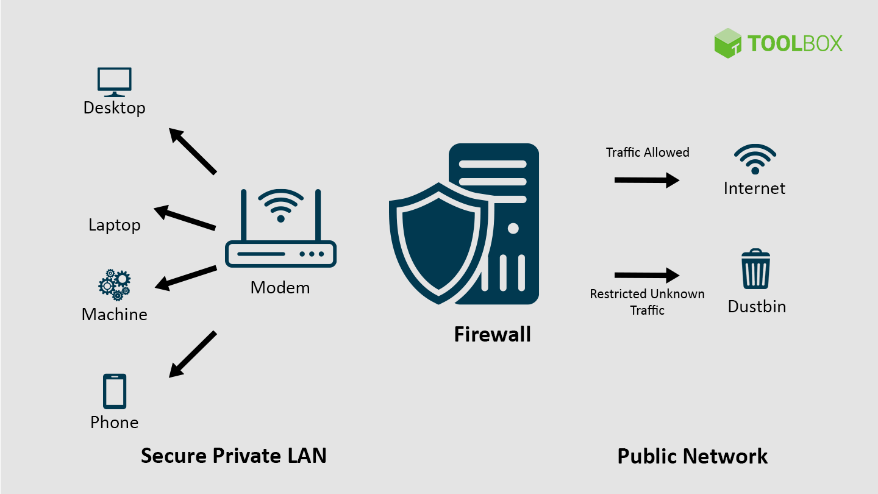 TOOLBOX
Desktop
Laptop
Machine
Phone
Modem
Firewall
Traffic Allowed
Internet
Restricted Unknown
Traffic
Dustbin
Secure Private LAN
Public Network